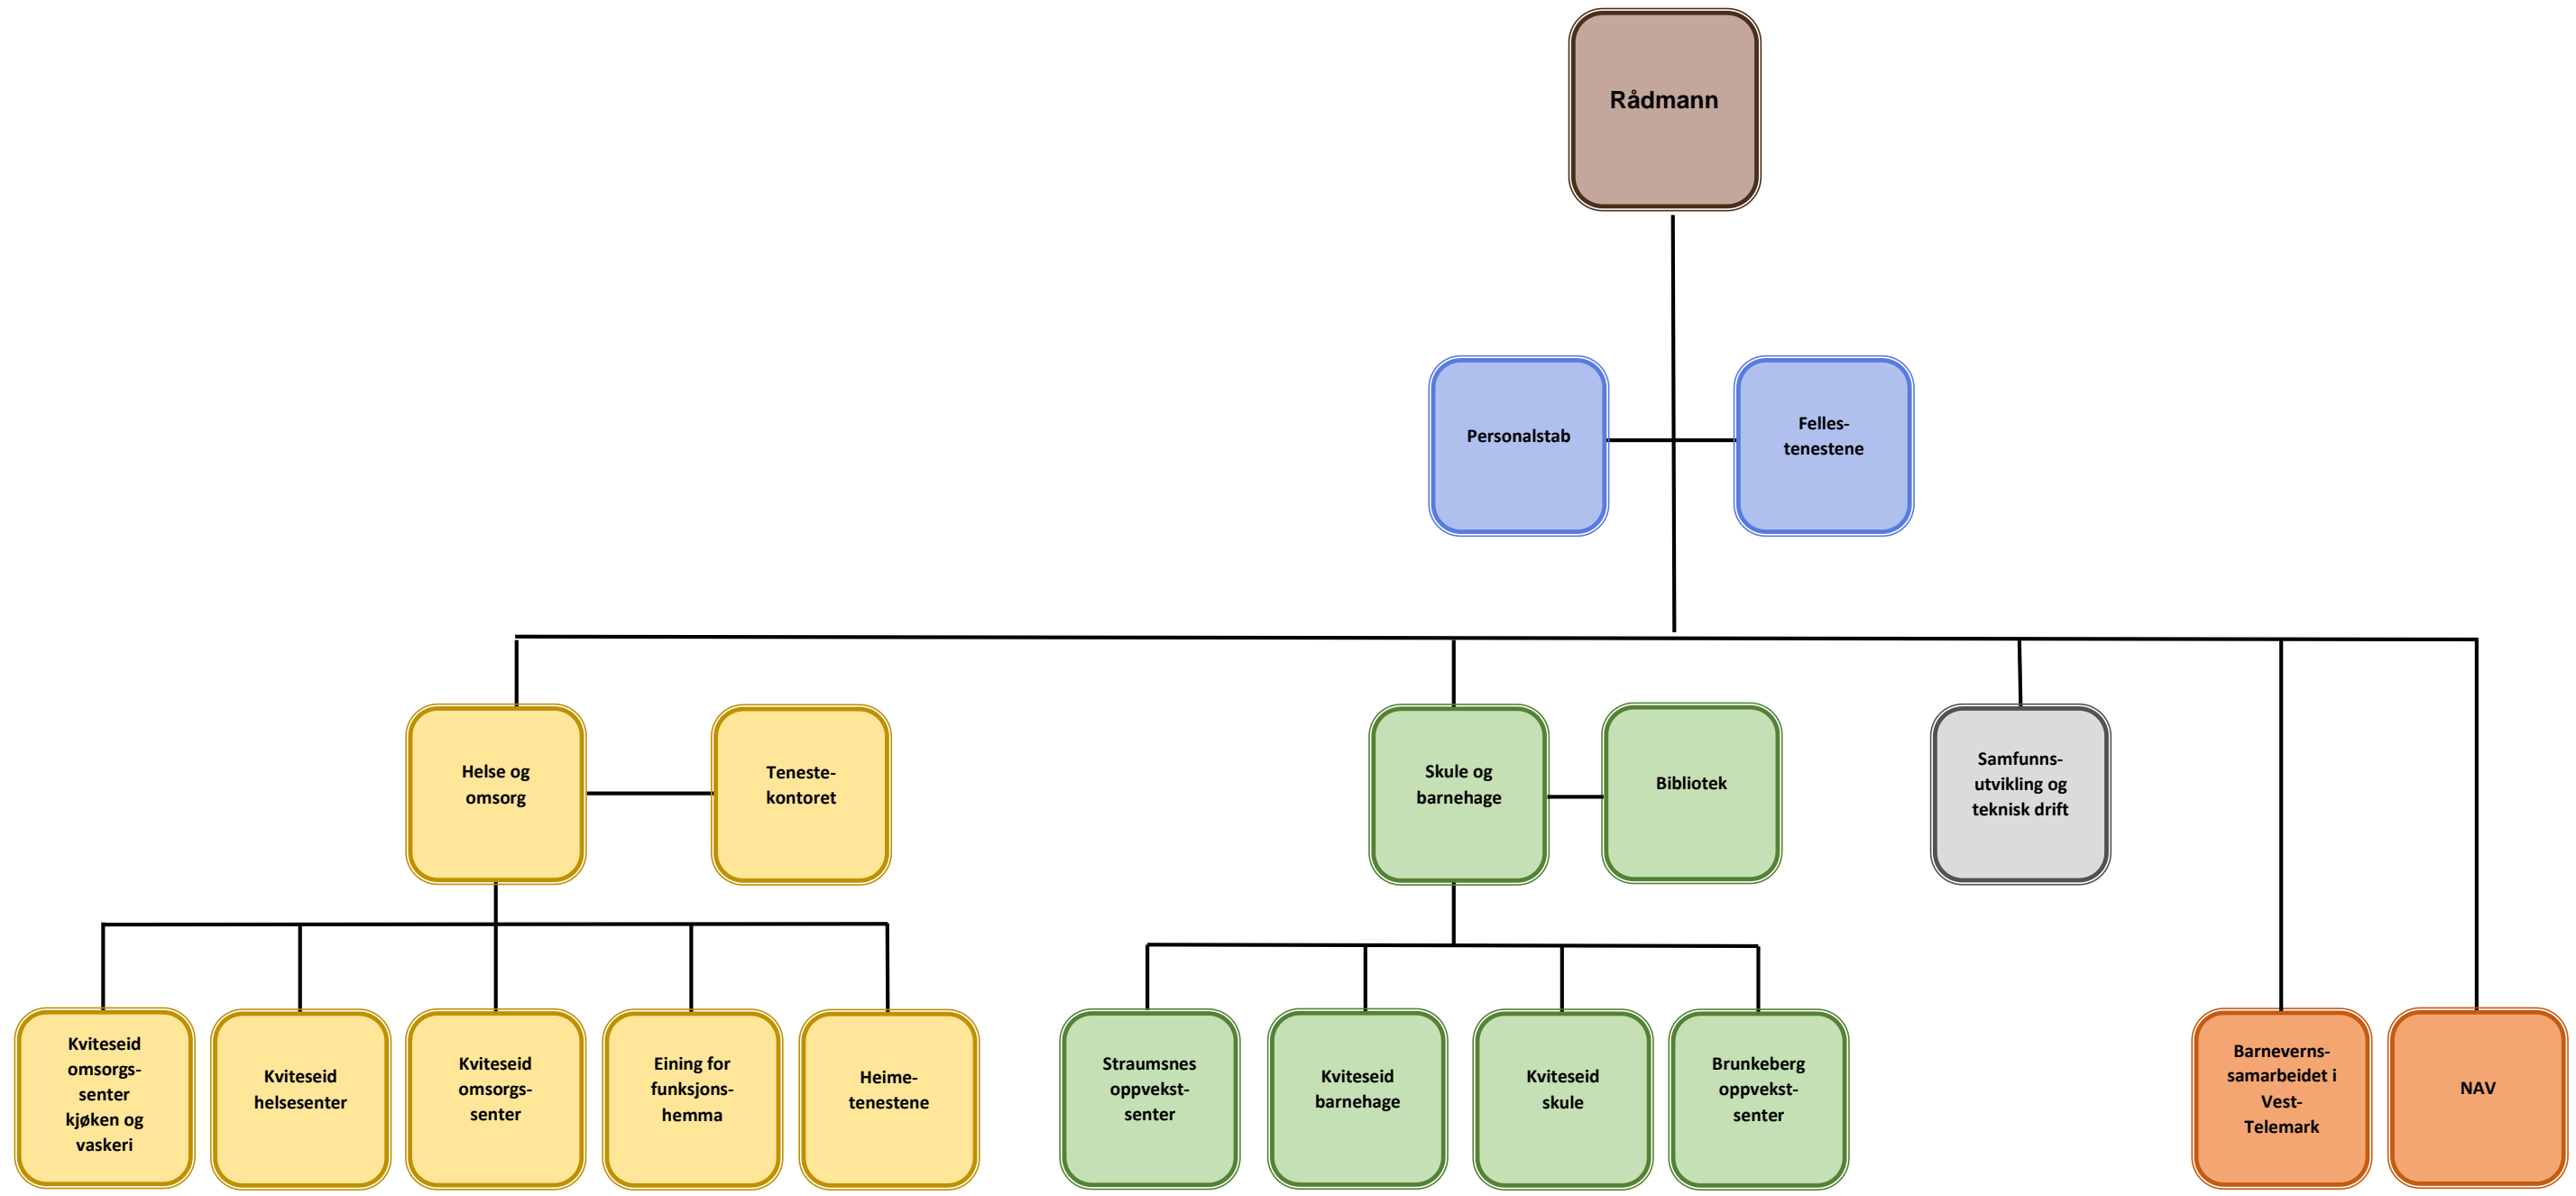 Rådmann
Personalstab
Felles-
tenestene
Helse og
omsorg
Teneste-
kontoret
Skule og
barnehage
Bibliotek
Samfunns-
utvikling og
teknisk drift
Kviteseid
omsorgs-
senter
kjøken og
vaskeri
Kviteseid
helsesenter
Kviteseid
omsorgs-
senter
Eining for
funksjons-
hemma
Heime-
tenestene
Straumsnes
oppvekst-
senter
Kviteseid
barnehage
Kviteseid
skule
Brunkeberg
oppvekst-
senter
Barneverns-
samarbeidet i
Vest-
Telemark
NAV